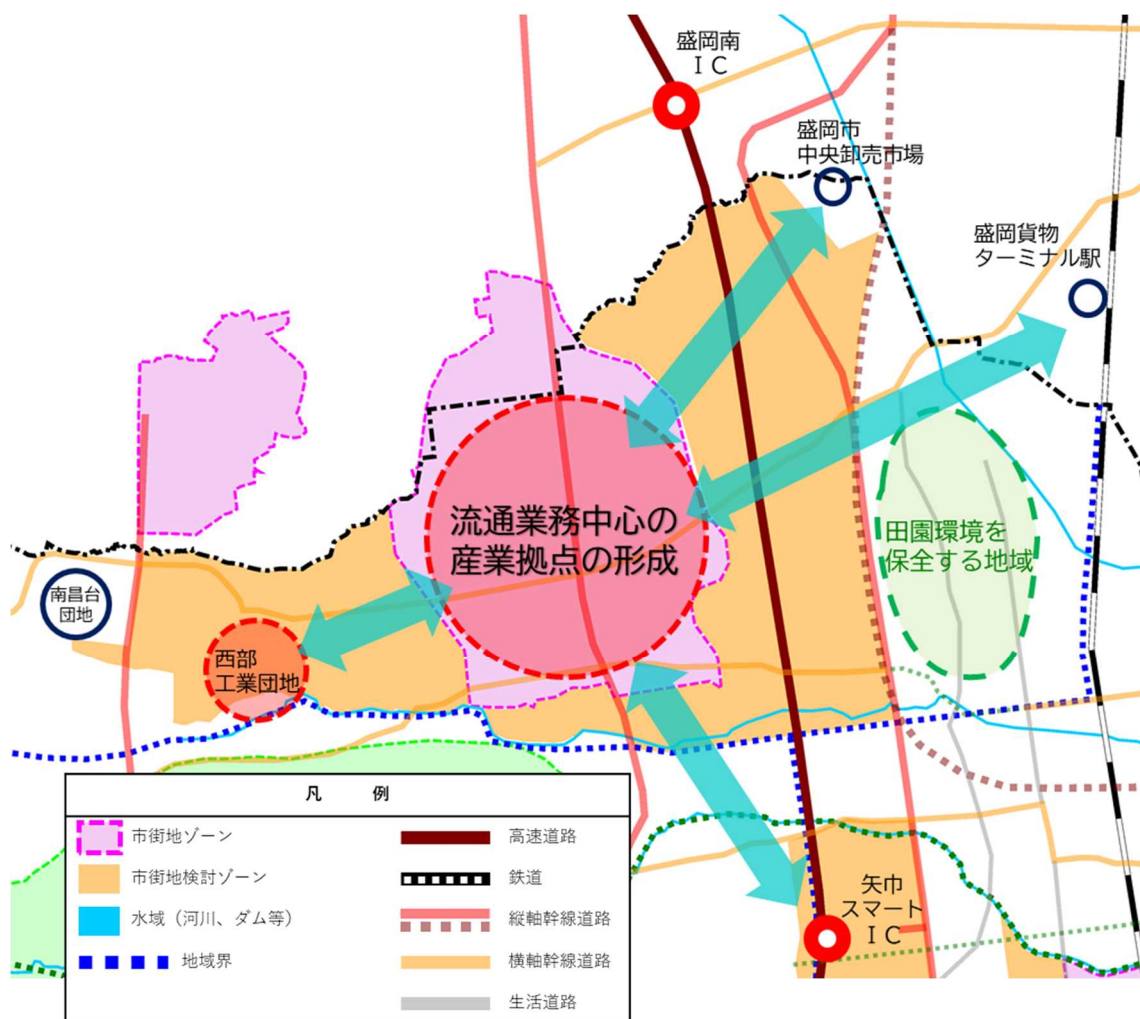 盛岡南
ＩＣ
盛岡市
中央卸売市場
盛岡貨物
ターミナル駅
流通業務中心の
産業拠点の形成
田園環境を
保全する地域
南昌台
団地
西部
工業団地
矢巾
スマート
ＩＣ
凡 例
市街地ゾーン
高速道路
市街地検討ゾーン
鉄道
水域（河川、ダム等）
縦軸幹線道路
地域界
横軸幹線道路
生活道路